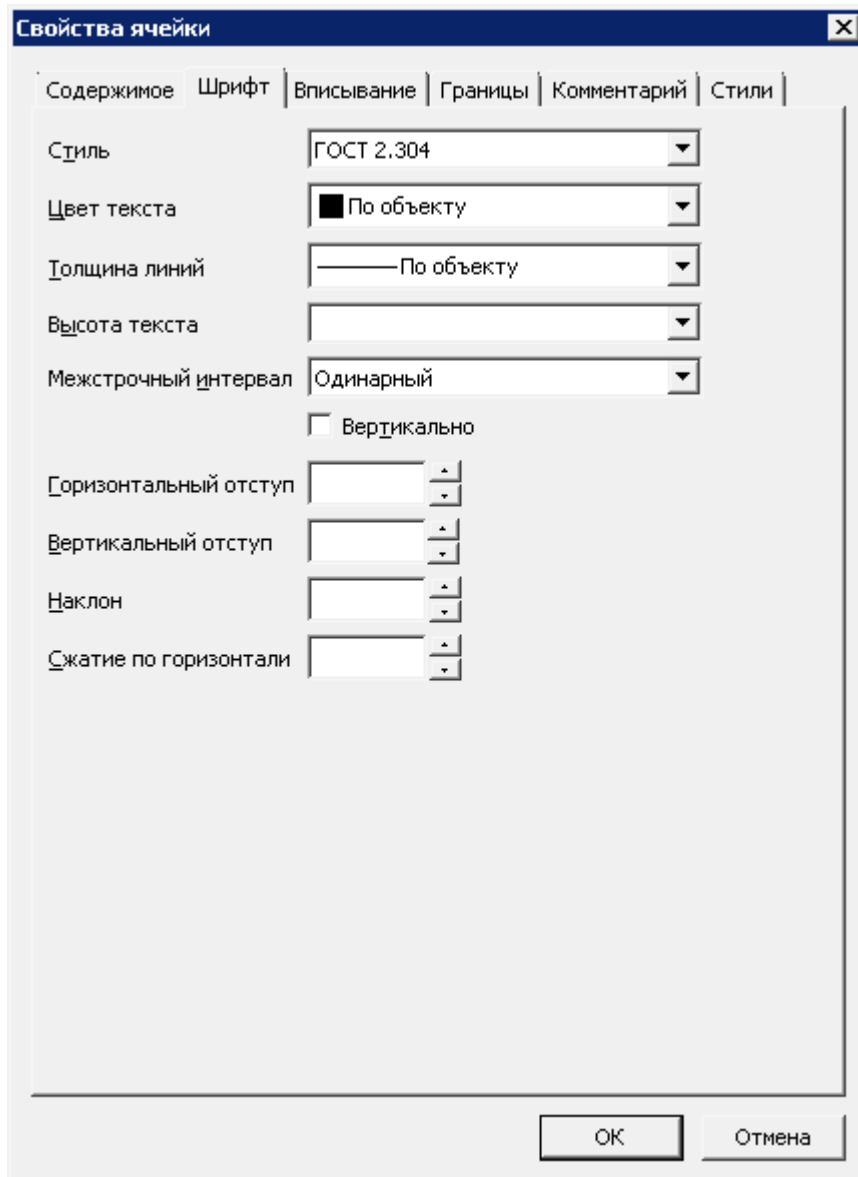 Свойства ячейки
Содержимое Шрифт Вписывание Границы Комментарий Стили
Стиль ГОСТ 2.304
Цвет текста По объекту
Толщина линий По объекту
Высота текста
Межстрочный интервал Одинарный
Вертикально
Горизонтальный отступ
Вертикальный отступ
Наклон
Сжатие по горизонтали
ОК Отмена